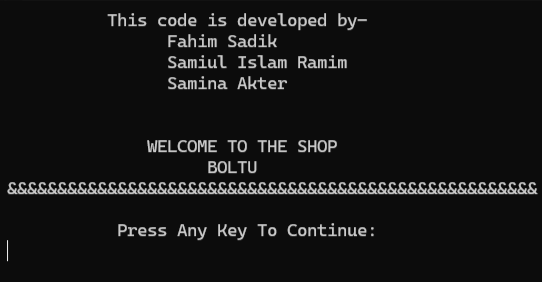 This code is developed by-
Fahim Sadik
Samiul Islam Ramim
Samina Akter
WELCOME TO THE SHOP
BOLTU
&&&&&&&&&&&&&&&&&&&&&&&&&&&&&&&&&&&&&&&&&&&&&&&&&&&&&
Press Any Key To Continue: